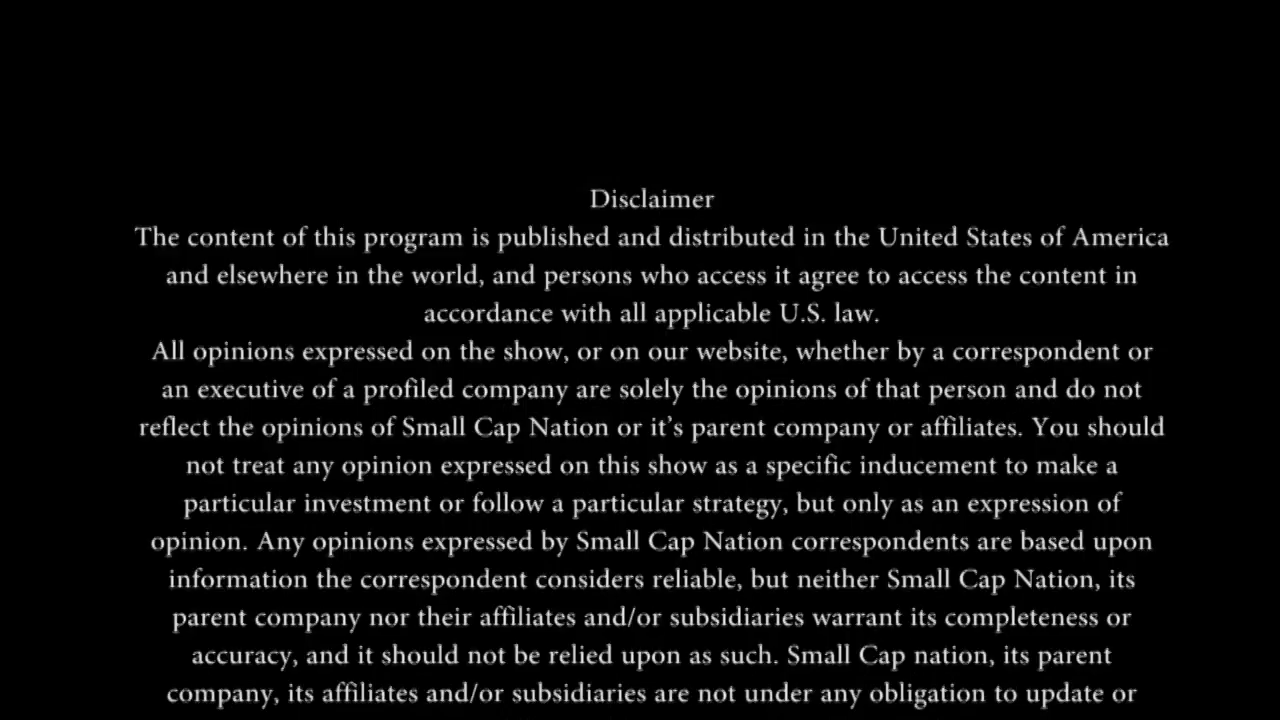 Disclaimer
The content of this program is published and distributed in the United States of America
and elsewhere in the world, and persons who access it agree to access the content in
accordance with all applicable U.S. law.
All opinions expressed on the show, or on our website, whether by a correspondent or
an executive of a profiled company are solely the opinions of that person and do not
reflect the opinions of Small Cap Nation or it’s parent company or affiliates. You should
not treat any opinion expressed on this show as a specific inducement to make a
particular investment or follow a particular strategy, but only as an expression of
opinion. Any opinions expressed by Small Cap Nation correspondents are based upon
information the correspondent considers reliable, but neither Small Cap Nation, its
parent company nor their affiliates and/or subsidiaries warrant its completeness or
accuracy, and it should not be relied upon as such. Small Cap nation, its parent
company, its affiliates and/or subsidiaries are not under any obligation to update or